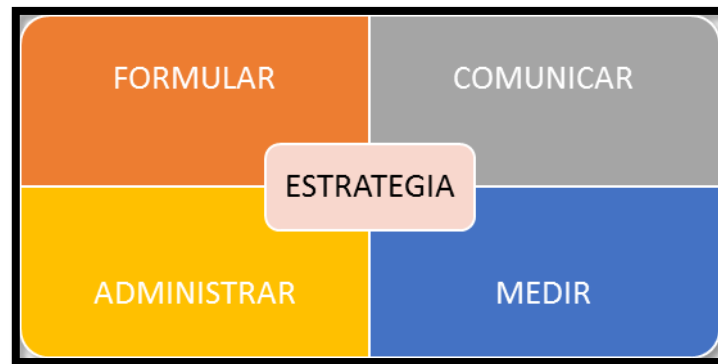 FORMULAR
COMUNICAR
ESTRATEGIA
ADMINISTRAR
MEDIR